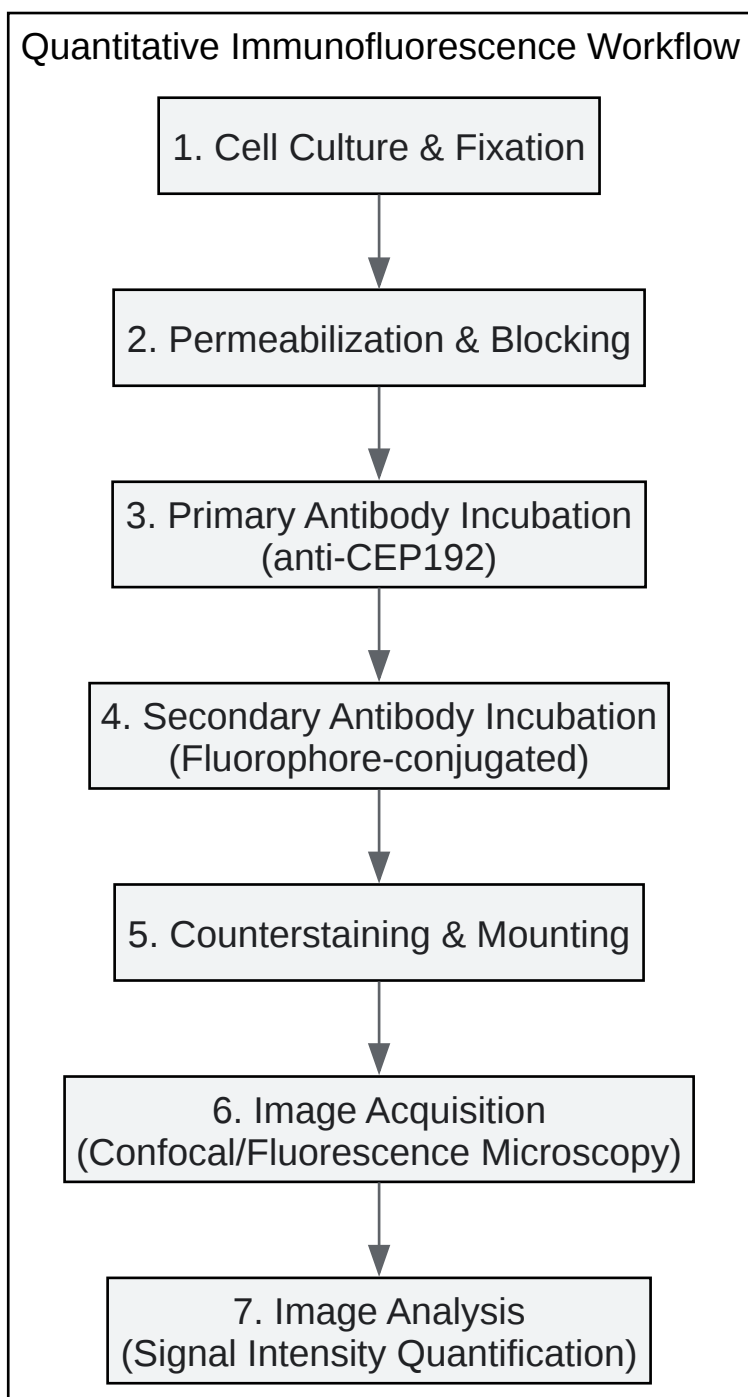 Quantitative Immunofluorescence Workflow
1. Cell Culture & Fixation
2. Permeabilization & Blocking
3. Primary Antibody Incubation
(anti-CEP192)
4. Secondary Antibody Incubation
(Fluorophore-conjugated)
5. Counterstaining & Mounting
6. Image Acquisition
(Confocal/Fluorescence Microscopy)
7. Image Analysis
(Signal Intensity Quantification)